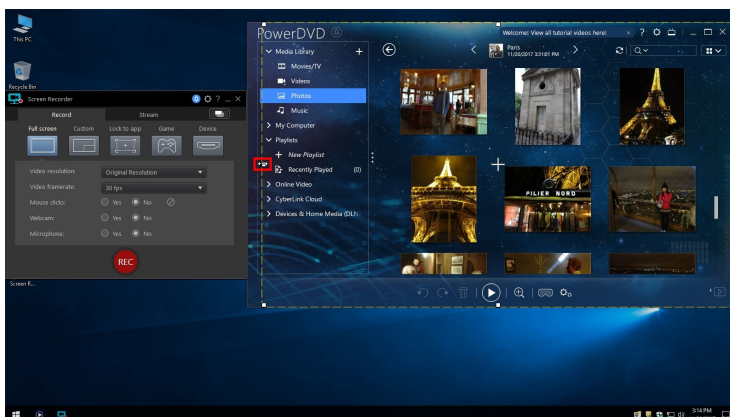 This PC
Recycle Bin
Screen Recorder
Record
Stream
Full screen
Custom
Lock to app
Game
Device
Video resolution:
Original Resolution
Video framerate:
30 fps
Mouse clicks:
Yes
No
Webcam:
Yes
No
Microphone:
Yes
No
REC
Screen R...
PowerDVD
Welcome! View all tutorial videos here!
Media Library
Movies/TV
Videos
Photos
Music
My Computer
Playlists
New Playlist
Recently Played (0)
Online Video
CyberLink Cloud
Devices & Home Media (DL
Paris
11/20/2017 3:31:01 PM
PILIER NORD
3:14 PM